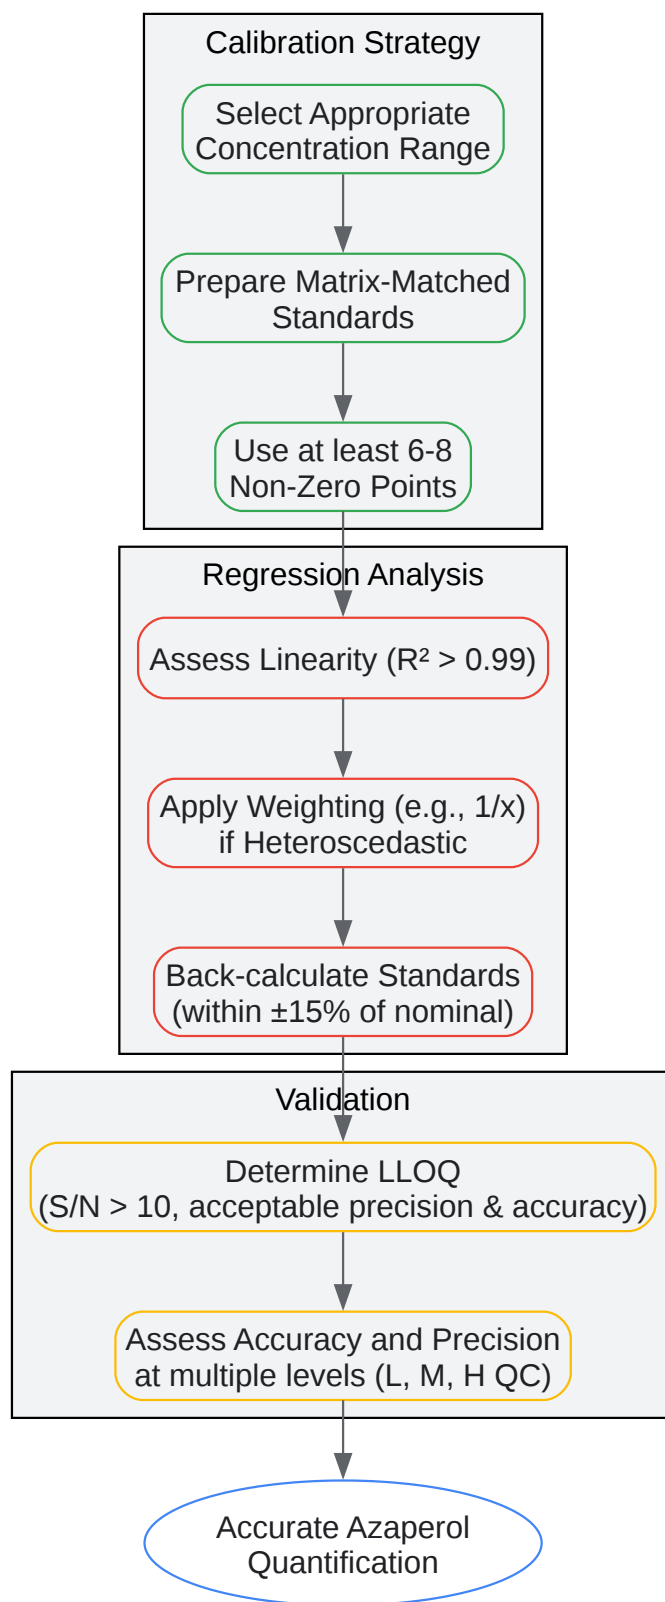 Calibration Strategy
Select Appropriate
Concentration Range
Prepare Matrix-Matched
Standards
Use at least 6-8
Non-Zero Points
Regression Analysis
Assess Linearity (R² > 0.99)
Apply Weighting (e.g., 1/x)
if Heteroscedastic
Back-calculate Standards
(within ±15% of nominal)
Validation
Determine LLOQ
(S/N > 10, acceptable precision & accuracy)
Assess Accuracy and Precision
at multiple levels (L, M, H QC)
Accurate Azaperol
Quantification